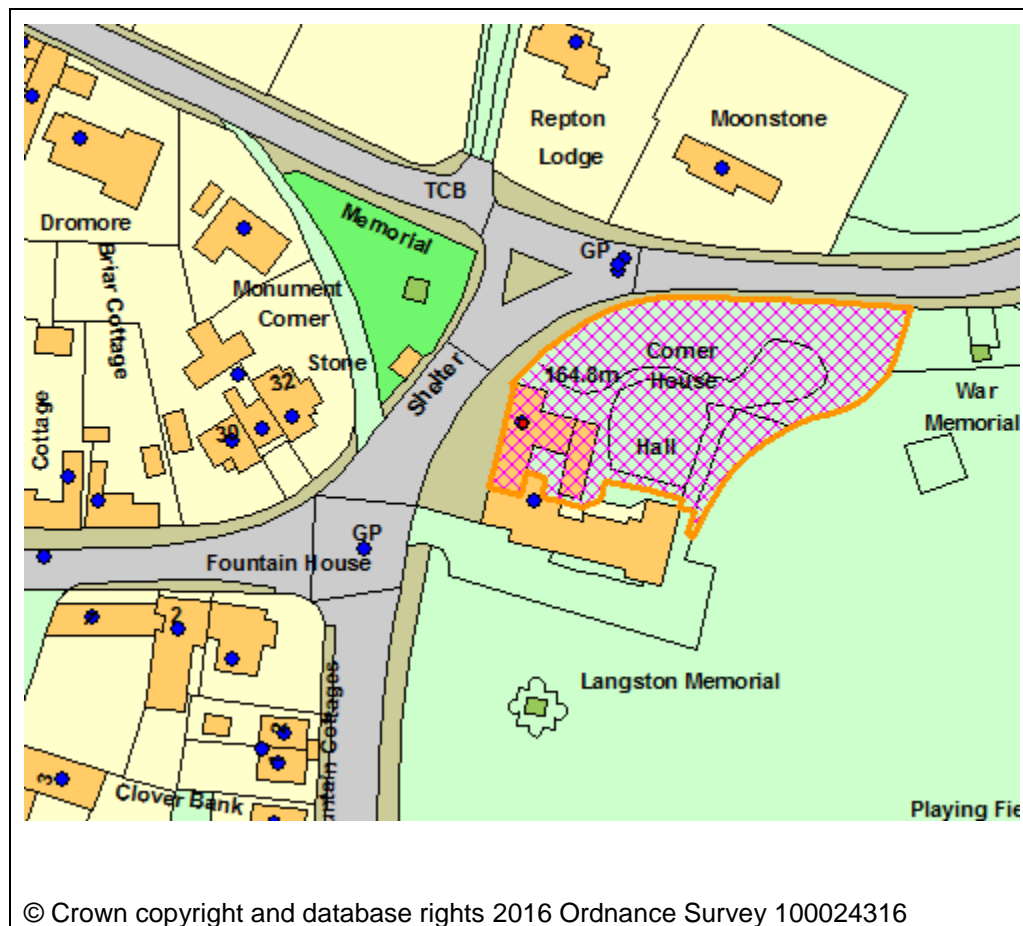 Repton
Lodge
Moonstone
TCB
Dromore
Memorial
GP
Briar Cottage
Monument
Corner
Stone
32
Shelter
Corner
House
164.8m
War
Memorial
30
Cottage
Hall
GP
Fountain House
2
Langston Memorial
untain Cottages
3
Clover Bank
Playing Fie
© Crown copyright and database rights 2016 Ordnance Survey 100024316